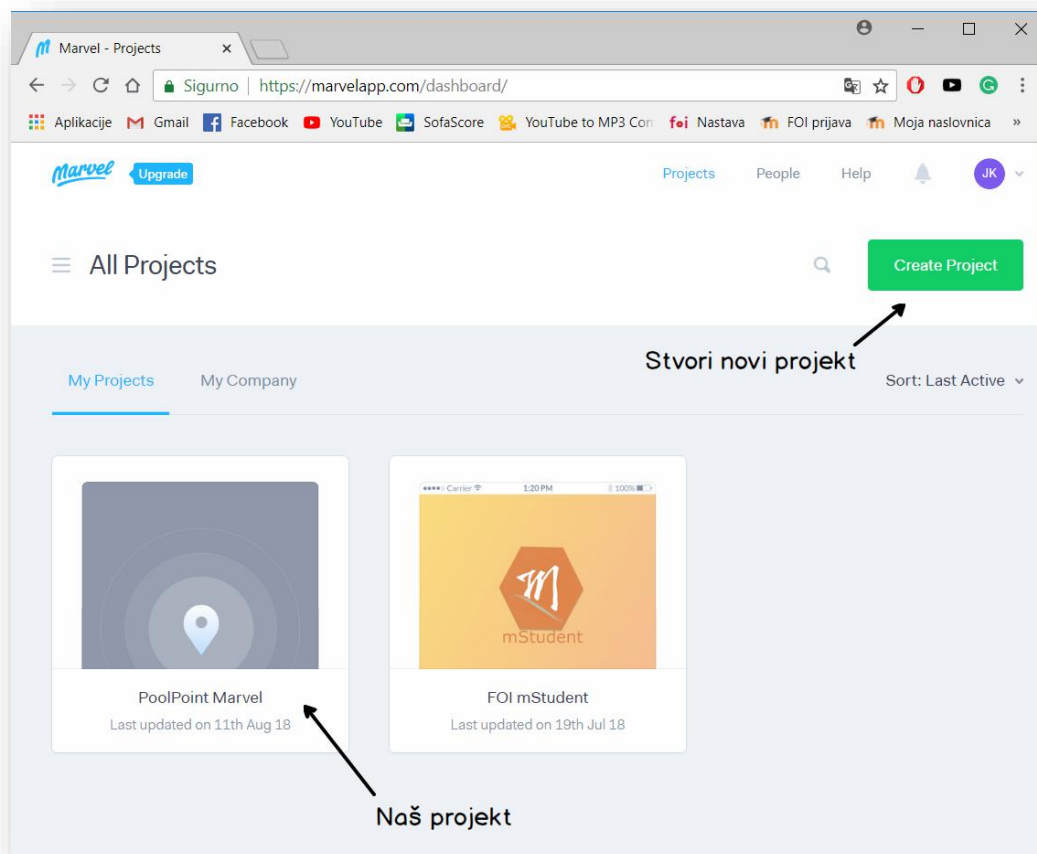 Marvel - Projects
Sigurno | https://marvelapp.com/dashboard/
Aplikacije Gmail Facebook YouTube SofaScore YouTube to MP3 Con foi Nastava FOI prijava Moja naslovnica »
Marvel Upgrade Projects People Help JK
All Projects Create Project
Stvori novi projekt
My Projects My Company Sort: Last Active
Carrier 1:20 PM 100%
mStudent
PoolPoint Marvel FOI mStudent
Last updated on 11th Aug 18 Last updated on 19th Jul 18
Naš projekt